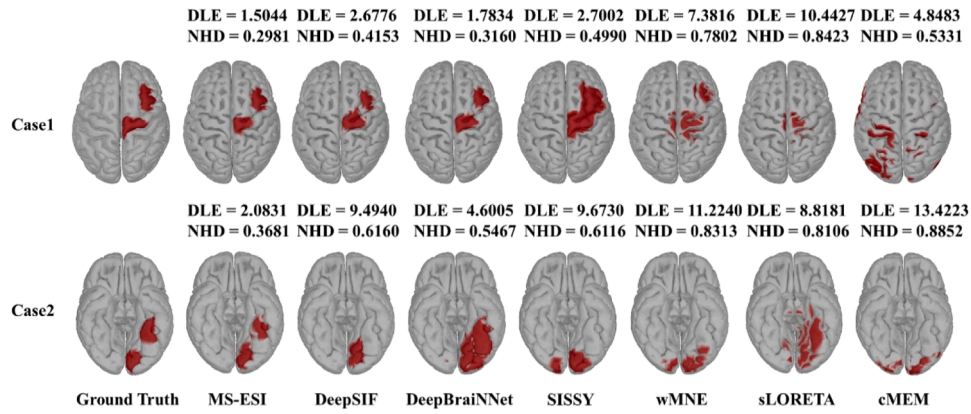 DLE = 1.5044 DLE = 2.6776 DLE = 1.7834 DLE = 2.7002 DLE = 7.3816 DLE = 10.4427 DLE = 4.8483
NHD = 0.2981 NHD = 0.4153 NHD = 0.3160 NHD = 0.4990 NHD = 0.7802 NHD = 0.8423 NHD = 0.5331
Case1
DLE = 2.0831 DLE = 9.4940 DLE = 4.6005 DLE = 9.6730 DLE = 11.2240 DLE = 8.8181 DLE = 13.4223
NHD = 0.3681 NHD = 0.6160 NHD = 0.5467 NHD = 0.6116 NHD = 0.8313 NHD = 0.8106 NHD = 0.8852
Case2
Ground Truth MS-ESI DeepSIF DeepBraiNNet SISSY wMNE sLORETA cMEM